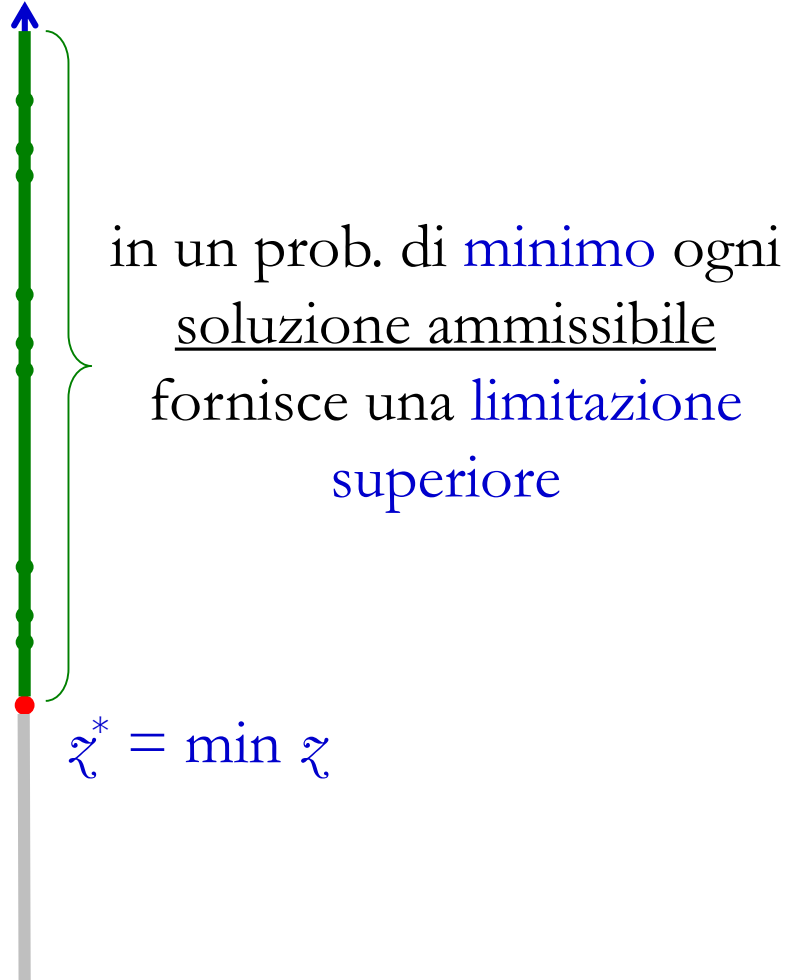 in un prob. di minimo ogni
soluzione ammissibile
fornisce una limitazione
superiore
z* = min z